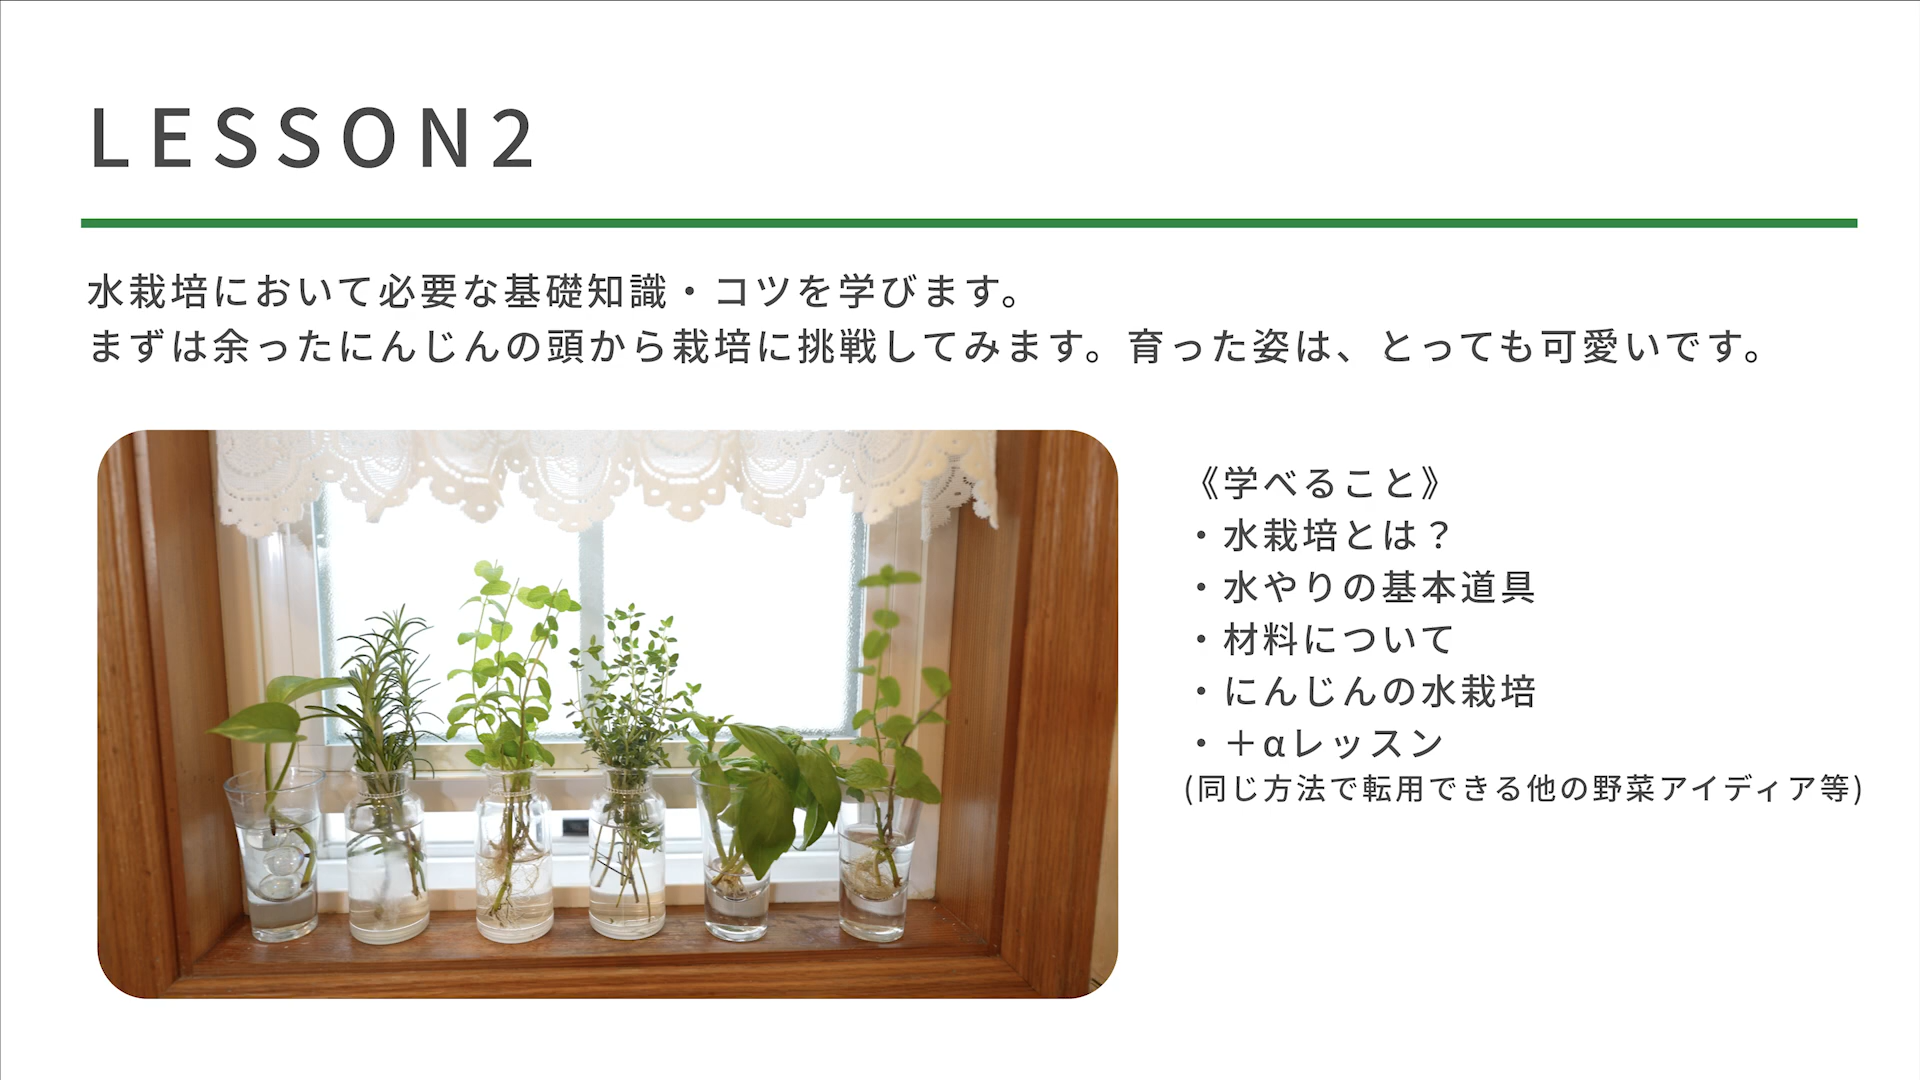 LESSON2
水栽培において必要な基礎知識・コツを学びます。
まずは余ったにんじんの頭から栽培に挑戦してみます。育った姿は、とっても可愛いです。
《学べること》
・水栽培とは？
・水やりの基本道具
・材料について
・にんじんの水栽培
・＋αレッスン
(同じ方法で転用できる他の野菜アイディア等)